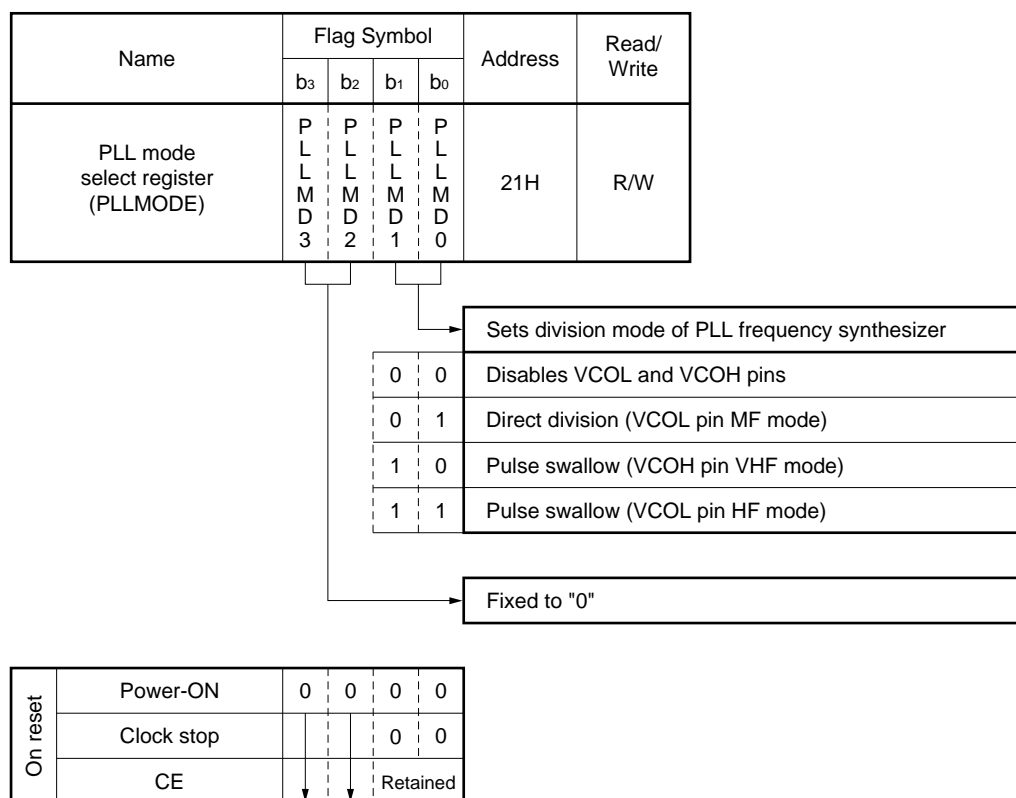 Name
Flag Symbol
Address
Read/
Write
b3 b2 b1 b0
PLL mode
select register
(PLLMODE)
PLLMD3
PLLMD2
PLLMD1
PLLMD0
21H
R/W
Sets division mode of PLL frequency synthesizer
0 0 Disables VCOL and VCOH pins
0 1 Direct division (VCOL pin MF mode)
1 0 Pulse swallow (VCOH pin VHF mode)
1 1 Pulse swallow (VCOL pin HF mode)
Fixed to "0"
On reset
Power-ON 0 0 0 0
Clock stop 0 0
CE Retained